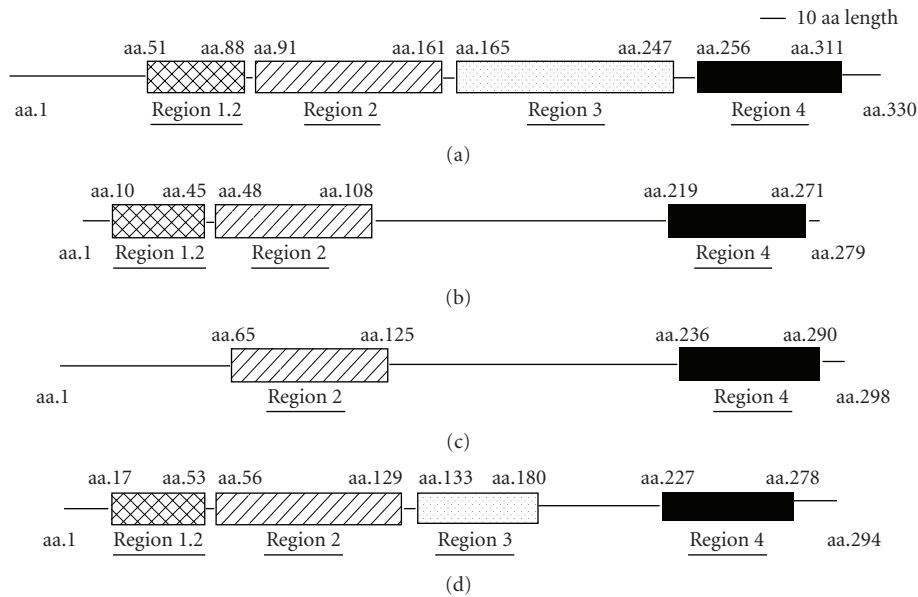 10 aa length
aa.51 aa.88 aa.91 aa.161 aa.165 aa.247 aa.256 aa.311
aa.1 Region 1.2 Region 2 Region 3 Region 4 aa.330
(a)
aa.10 aa.45 aa.48 aa.108 aa.219 aa.271
aa.1 Region 1.2 Region 2 Region 4 aa.279
(b)
aa.65 aa.125 aa.236 aa.290
aa.1 Region 2 Region 4 aa.298
(c)
aa.17 aa.53 aa.56 aa.129 aa.133 aa.180 aa.227 aa.278
aa.1 Region 1.2 Region 2 Region 3 Region 4 aa.294
(d)